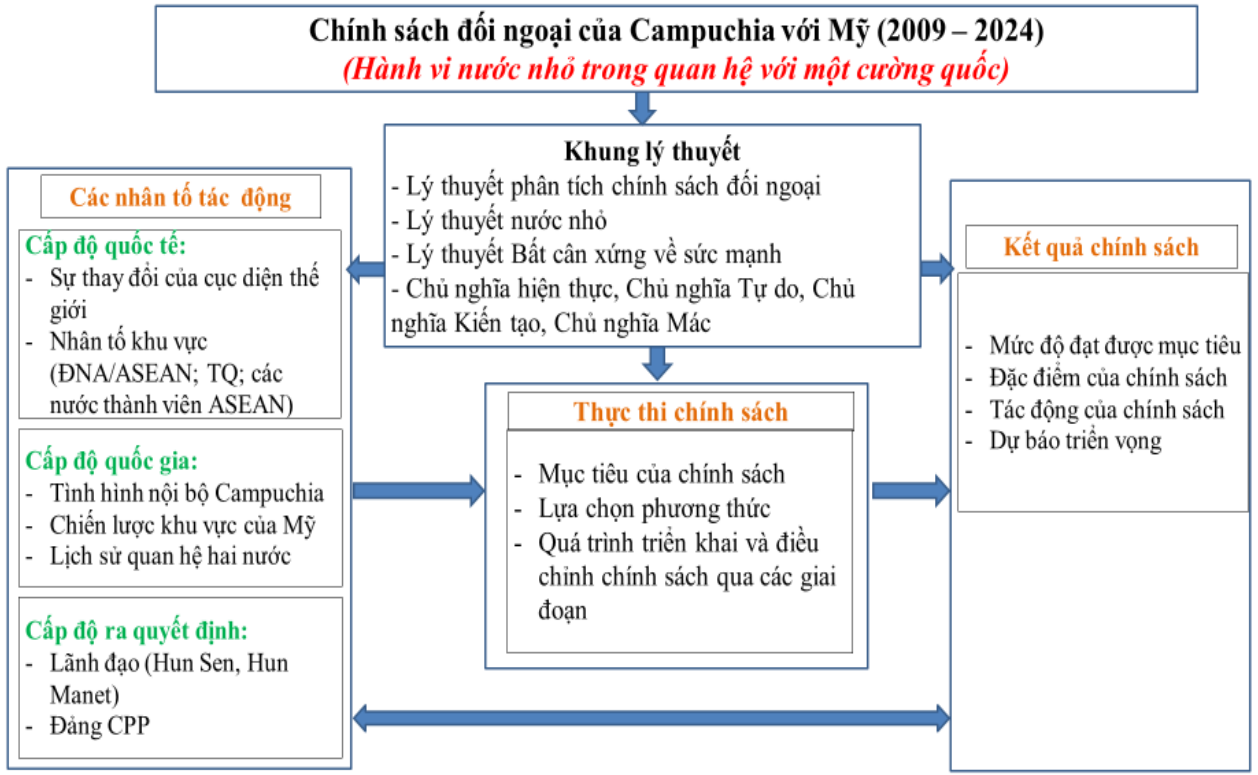 Chính sách đối ngoại của Campuchia với Mỹ (2009 – 2024)
(Hành vi nước nhỏ trong quan hệ với một cường quốc)
Khung lý thuyết
- Lý thuyết phân tích chính sách đối ngoại
- Lý thuyết nước nhỏ
- Lý thuyết Bất cân xứng về sức mạnh
- Chủ nghĩa hiện thực, Chủ nghĩa Tự do, Chủ
nghĩa Kiến tạo, Chủ nghĩa Mác
Các nhân tố tác động
Cấp độ quốc tế:
- Sự thay đổi của cục diện thế
giới
- Nhân tố khu vực
(ĐNA/ASEAN; TQ; các
nước thành viên ASEAN)
Cấp độ quốc gia:
- Tình hình nội bộ Campuchia
- Chiến lược khu vực của Mỹ
- Lịch sử quan hệ hai nước
Cấp độ ra quyết định:
- Lãnh đạo (Hun Sen, Hun
Manet)
- Đảng CPP
Thực thi chính sách
- Mục tiêu của chính sách
- Lựa chọn phương thức
- Quá trình triển khai và điều
chỉnh chính sách qua các giai
đoạn
Kết quả chính sách
- Mức độ đạt được mục tiêu
- Đặc điểm của chính sách
- Tác động của chính sách
- Dự báo triển vọng